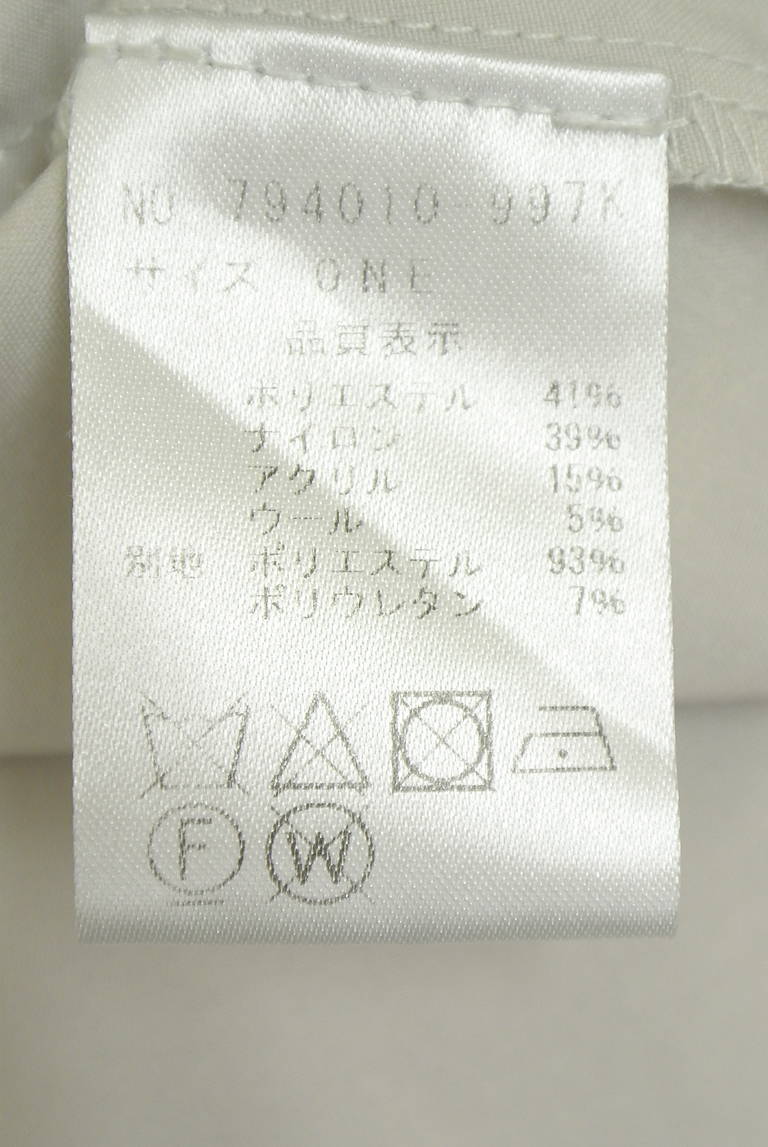 NO. 794010-997K
サイズ ONE
品質表示
ポリエステル 41%
ナイロン 39%
アクリル 15%
ウール 5%
別地 ポリエステル 93%
ポリウレタン 7%
F W